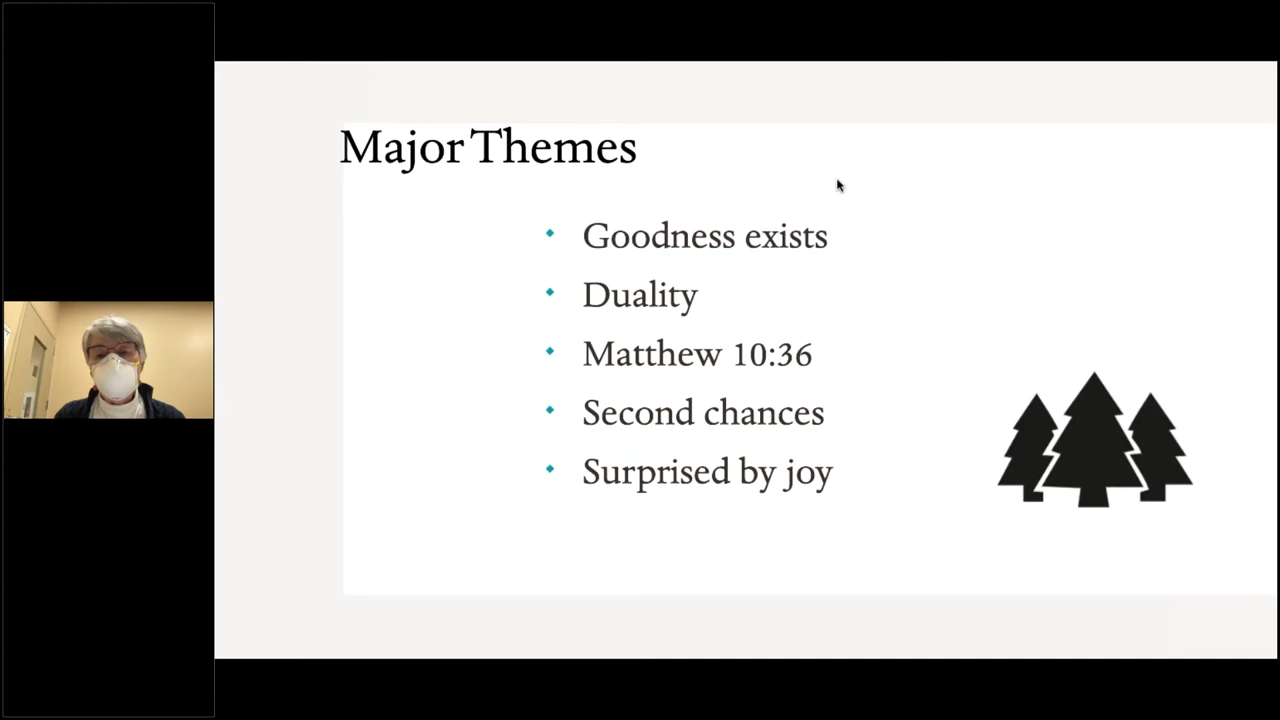 Major Themes
Goodness exists
Duality
Matthew 10:36
Second chances
Surprised by joy